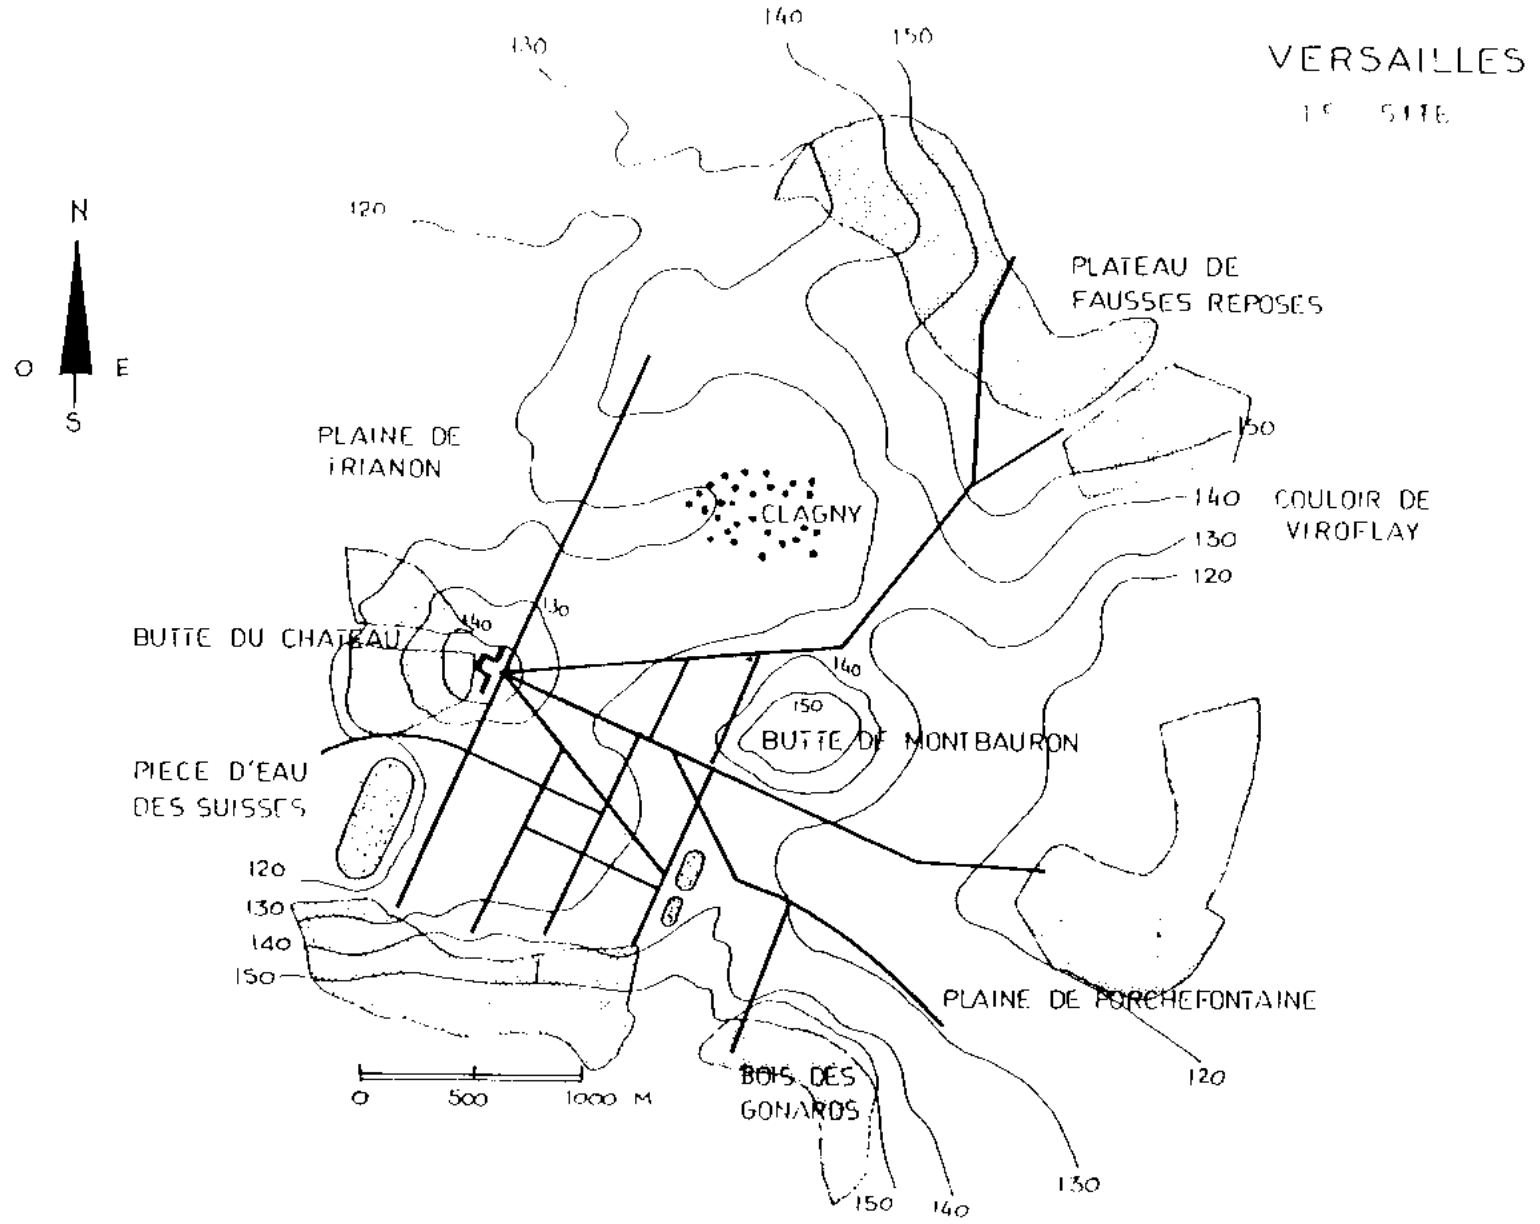 140
150
130
VERSAILLES
SITE
N
120
PLATEAU DE
FAUSSES REPOSES
O E
S
PLAINE DE
TRIANON
150
140
COULOIR DE
VIROFLAY
CLAGNY
130
120
130
140
BUTTE DU CHATEAU
140
150
BUTTE DE MONTBAURON
PIECE D'EAU
DES SUISSES
120
130
140
150
PLAINE DE PORCHEFONTAINE
120
BOIS DES
GONARDS
0 500 1000 M
130
150
140